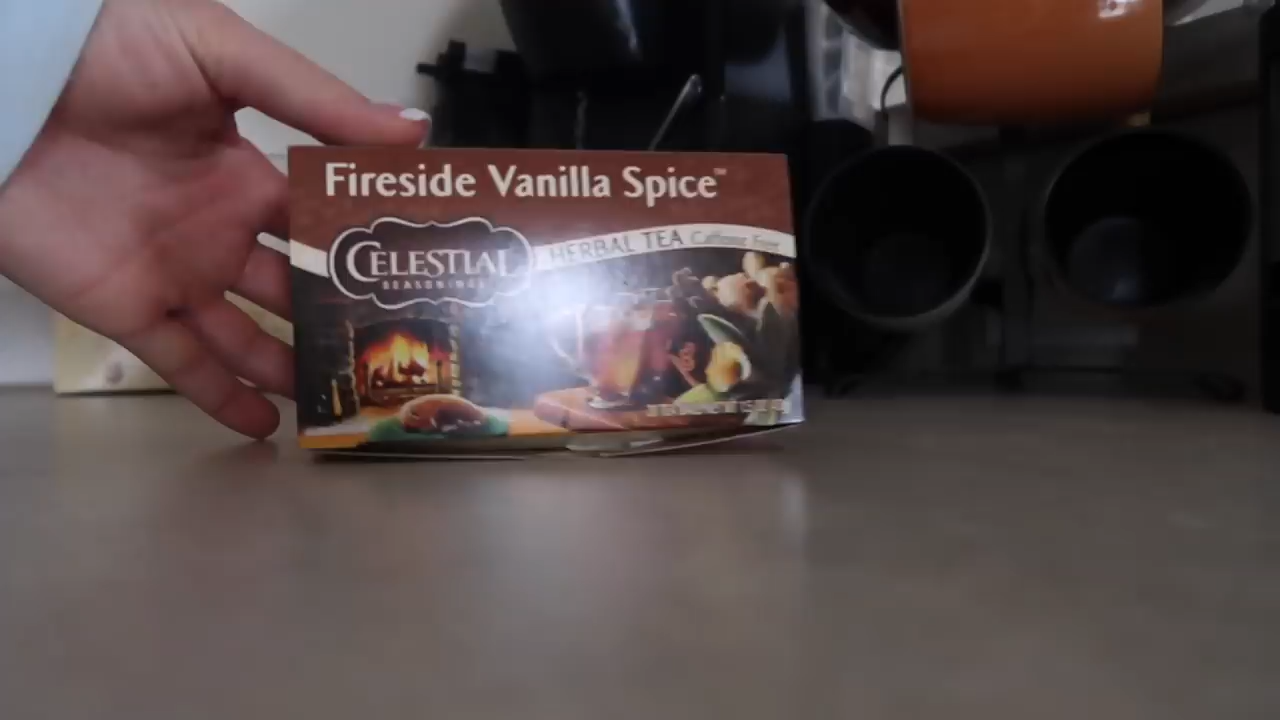 Fireside Vanilla Spice™
CELESTIAL
SEASONINGS
HERBAL TEA Caffeine Free